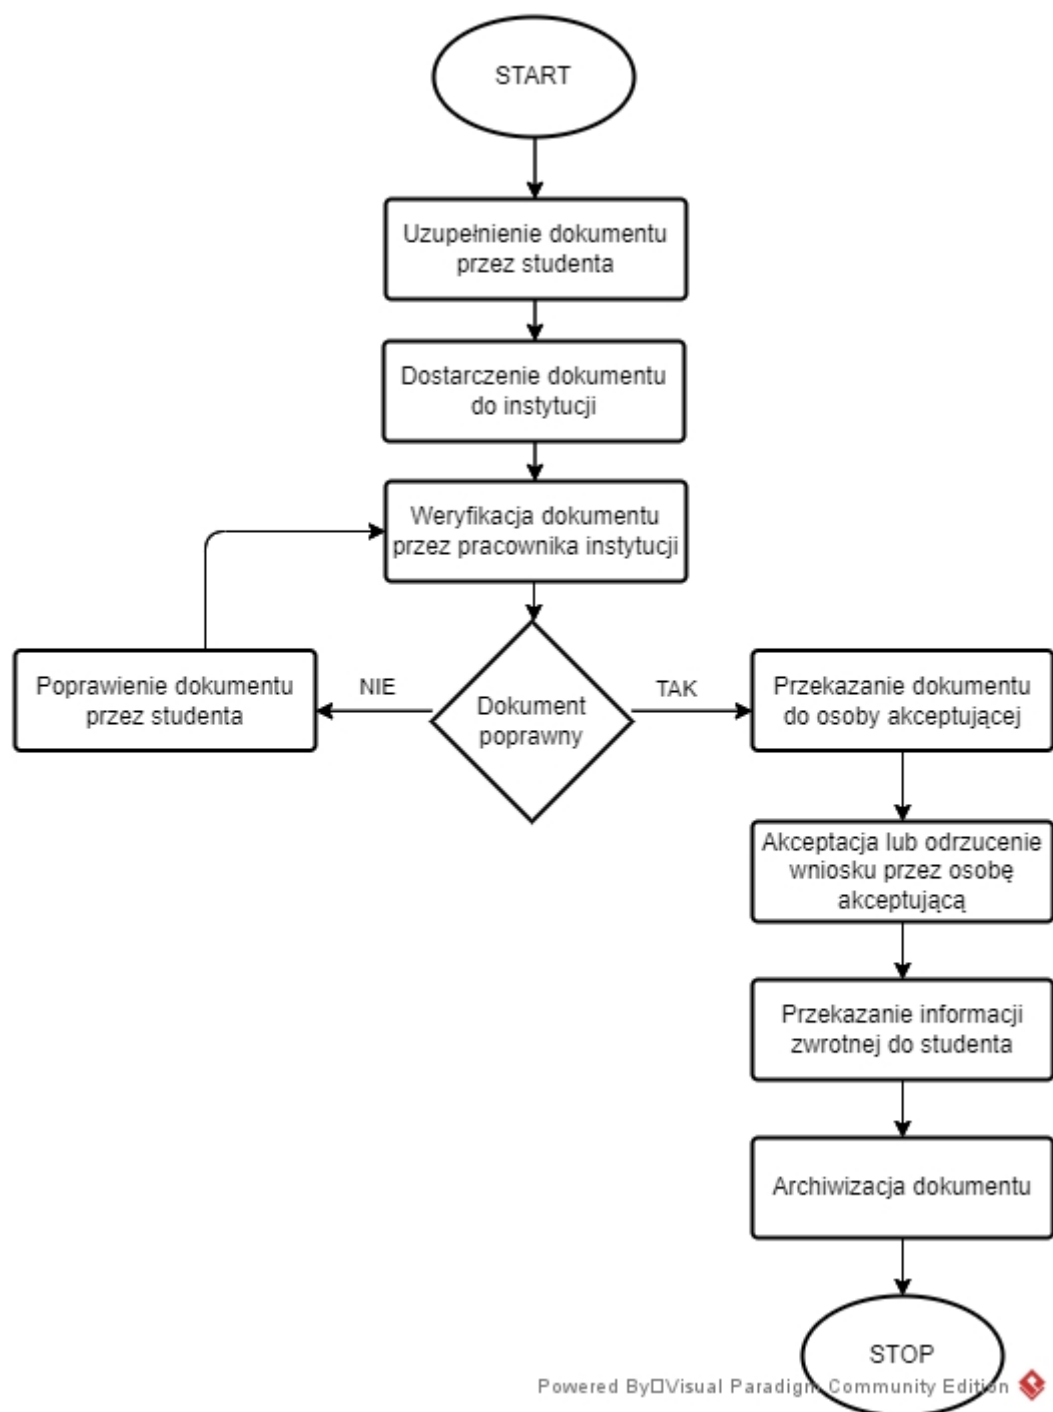 START
Uzupełnienie dokumentu
przez studenta
Dostarczenie dokumentu
do instytucji
Weryfikacja dokumentu
przez pracownika instytucji
Dokument
poprawny
NIE
Poprawienie dokumentu
przez studenta
TAK
Przekazanie dokumentu
do osoby akceptującej
Akceptacja lub odrzucenie
wniosku przez osobę
akceptującą
Przekazanie informacji
zwrotnej do studenta
Archiwizacja dokumentu
STOP
Powered By□Visual Paradigm Community Edition